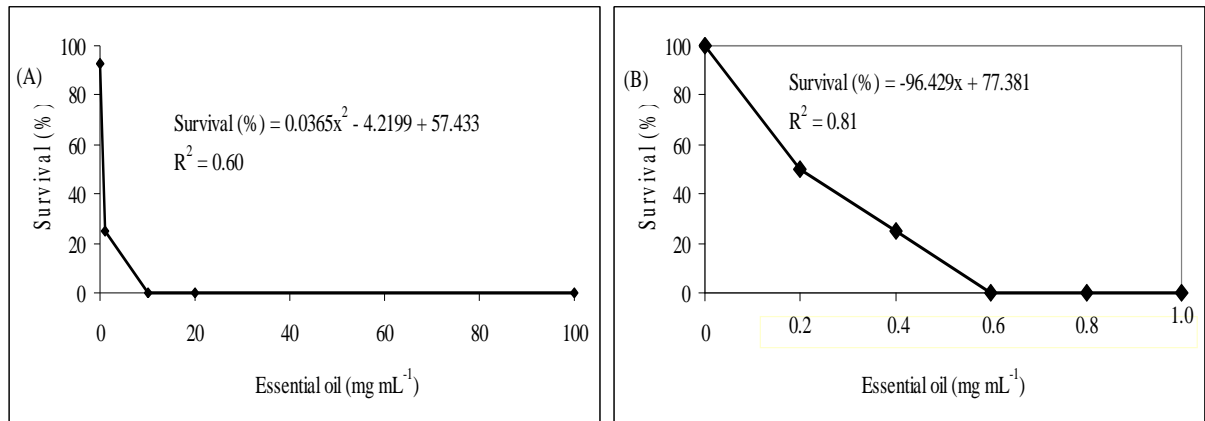 (A)
Survival (%)
100
80
60
40
20
0
Survival (%) = 0.0365x² - 4.2199 + 57.433
R² = 0.60
0 20 40 60 80 100
Essential oil (mg mL⁻¹)
(B)
Survival (%)
100
80
60
40
20
0
Survival (%) = -96.429x + 77.381
R² = 0.81
0 0.2 0.4 0.6 0.8 1.0
Essential oil (mg mL⁻¹)